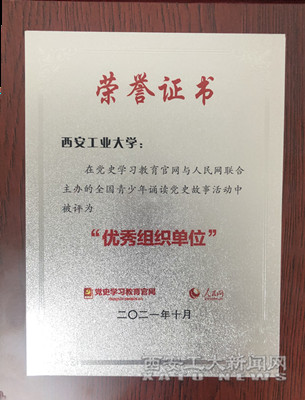 荣誉证书
西安工业大学：
在党史学习教育官网与人民网联合
主办的全国青少年诵读党史故事活动中
被评为
“优秀组织单位”
党史学习教育官网
人民网
二〇二一年十月
西安工大新闻网
XATU NEWS